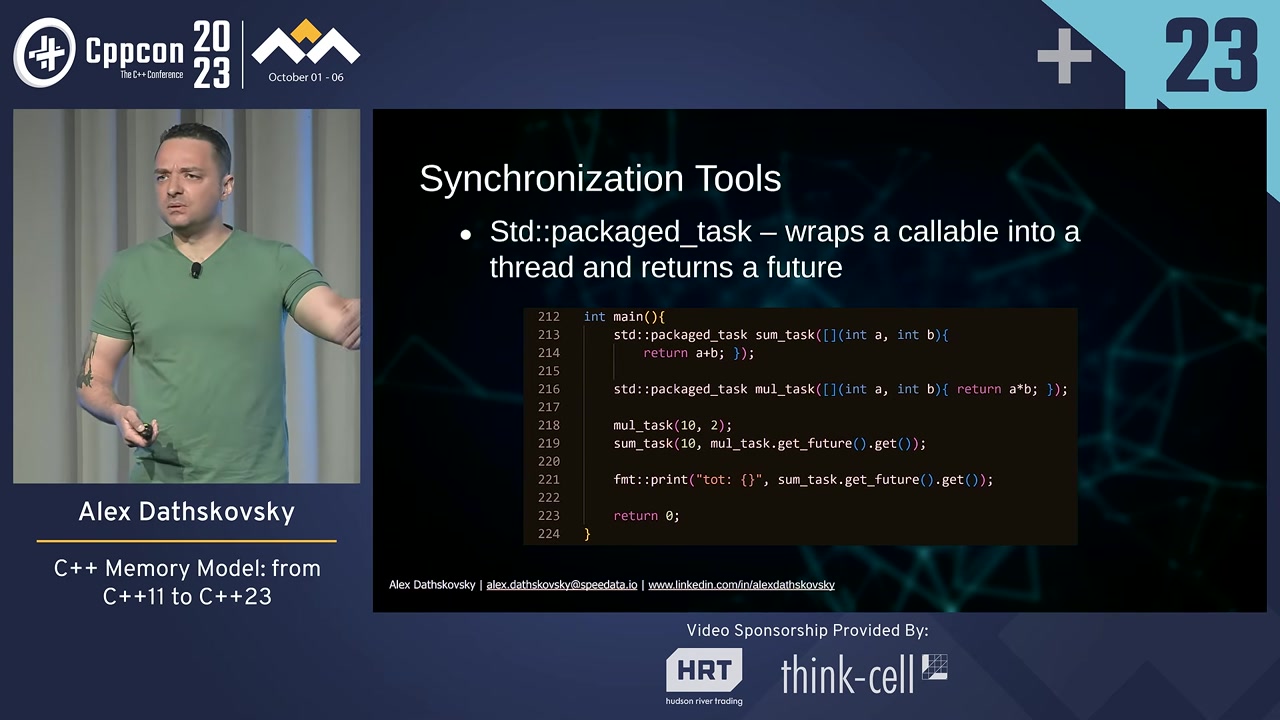 Cppcon
The C++ Conference
20
23
October 01 - 06
23
Synchronization Tools
• Std::packaged_task – wraps a callable into a
thread and returns a future
212 int main(){
213 std::packaged_task sum_task([](int a, int b){
214 return a+b; });
215
216 std::packaged_task mul_task([](int a, int b){ return a*b; });
217
218 mul_task(10, 2);
219 sum_task(10, mul_task.get_future().get());
220
221 fmt::print("tot: {}", sum_task.get_future().get());
222
223 return 0;
224 }
Alex Dathskovsky | alex.dathskovsky@speedata.io | www.linkedin.com/in/alexdathskovsky
Alex Dathskovsky
C++ Memory Model: from
C++11 to C++23
Video Sponsorship Provided By:
HRT
hudson river trading
think-cell